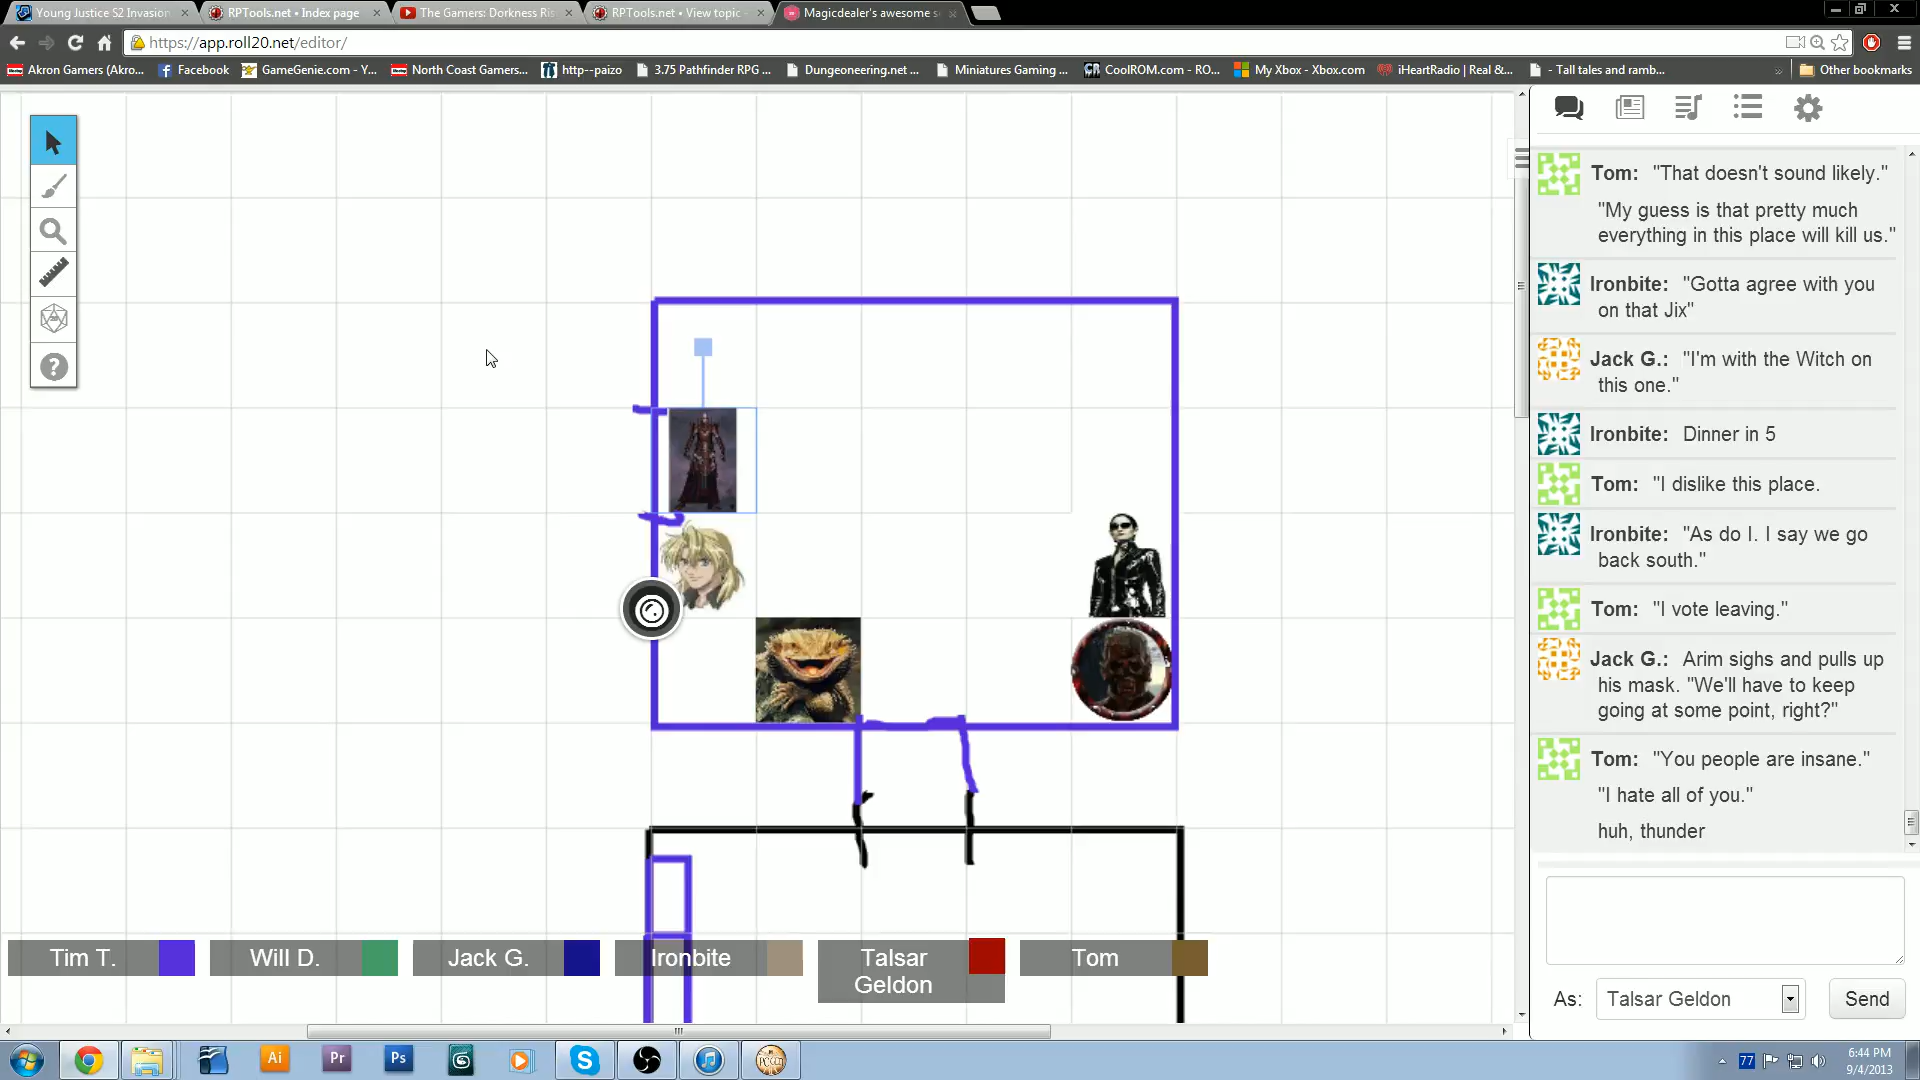 Young Justice S2 Invasion
RPTools.net • Index page
The Gamers: Dorkness Ris
RPTools.net • View topic -
Magicdealer's awesome s
https://app.roll20.net/editor/
Akron Gamers (Akro...
Facebook
GameGenie.com - Y...
North Coast Gamers...
http--paizo
3.75 Pathfinder RPG ...
Dungeoneering.net ...
Miniatures Gaming ...
CoolROM.com - RO...
My Xbox - Xbox.com
iHeartRadio | Real &...
- Tall tales and ramb...
»
Other bookmarks
Tom: "That doesn't sound likely."
"My guess is that pretty much
everything in this place will kill us."
Ironbite: "Gotta agree with you
on that Jix"
Jack G.: "I'm with the Witch on
this one."
Ironbite: Dinner in 5
Tom: "I dislike this place.
Ironbite: "As do I. I say we go
back south."
Tom: "I vote leaving."
Jack G.: Arim sighs and pulls up
his mask. "We'll have to keep
going at some point, right?"
Tom: "You people are insane."
"I hate all of you."
huh, thunder
Tim T.
Will D.
Jack G.
Ironbite
Talsar
Geldon
Tom
As: Talsar Geldon
Send
Ai
Pr
Ps
77
6:44 PM
9/4/2013